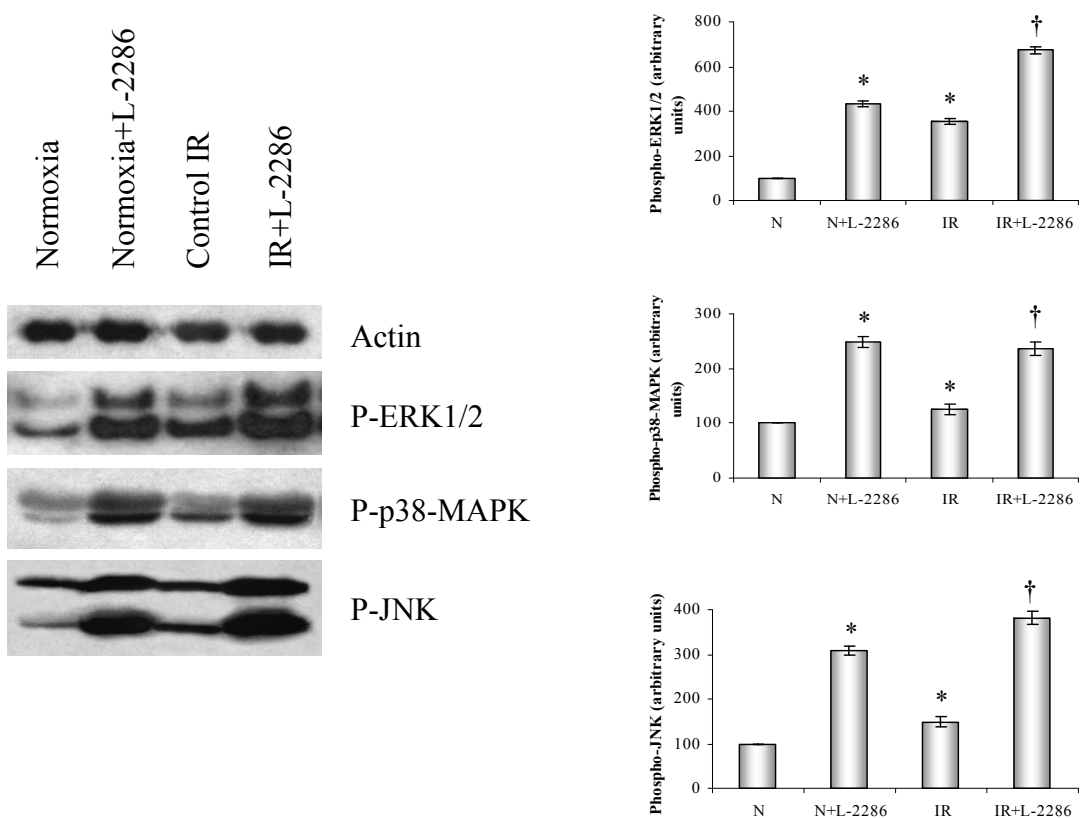 Normoxia
Normoxia+L-2286
Control IR
IR+L-2286
Actin
P-ERK1/2
P-p38-MAPK
P-JNK
Phospho-ERK1/2 (arbitrary
units)
800
600
400
200
0
*
*
†
N
N+L-2286
IR
IR+L-2286
Phospho-p38-MAPK (arbitrary
units)
300
200
100
0
*
*
†
N
N+L-2286
IR
IR+L-2286
Phospho-JNK (arbitrary units)
400
300
200
100
0
*
*
†
N
N+L-2286
IR
IR+L-2286